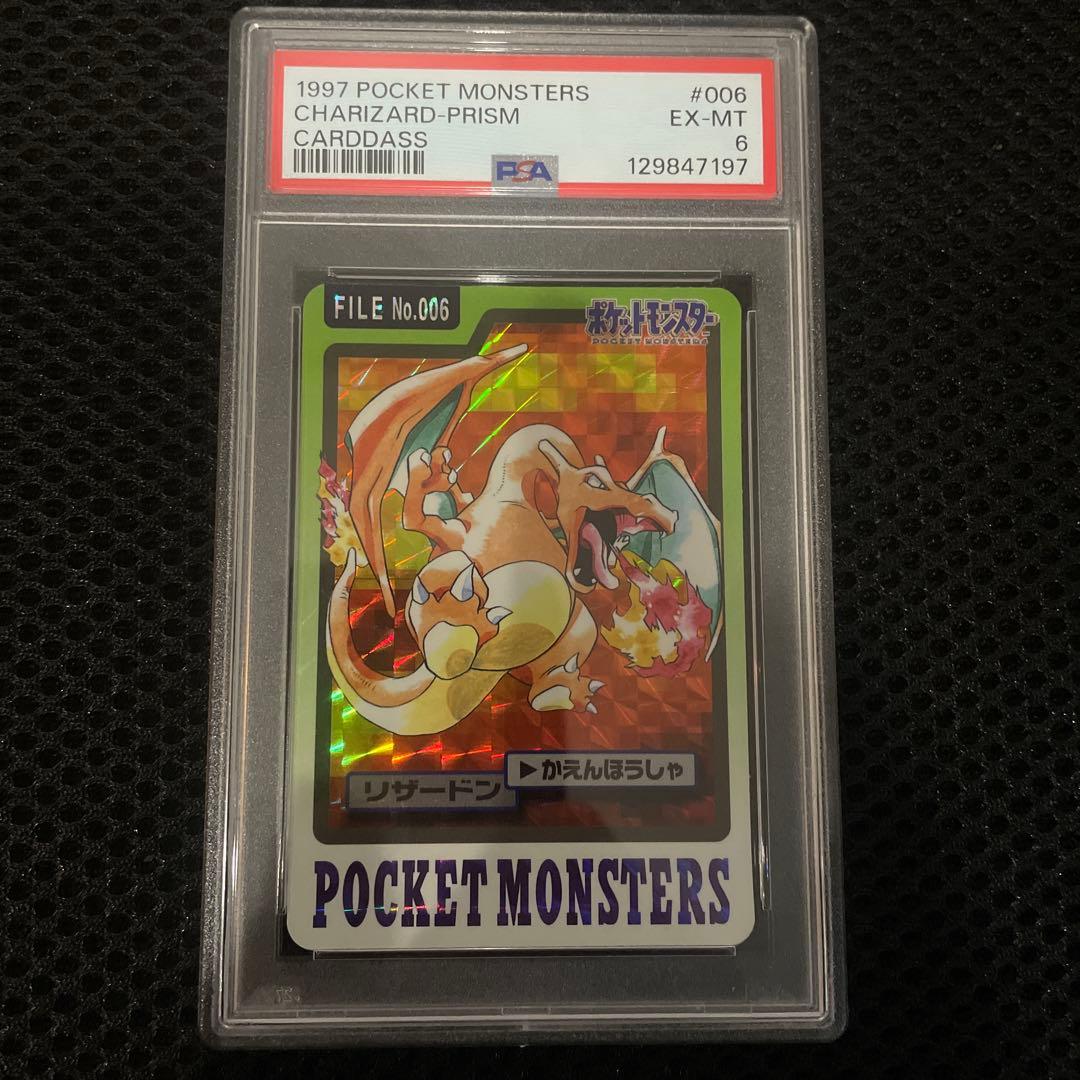 1997 POCKET MONSTERS #006
CHARIZARD-PRISM EX-MT
CARDDASS 6
PSA 129847197
FILE No.006
ポケットモンスター
POCKET MONSTERS
▶かえんほうしゃ
リザードン
POCKET MONSTERS